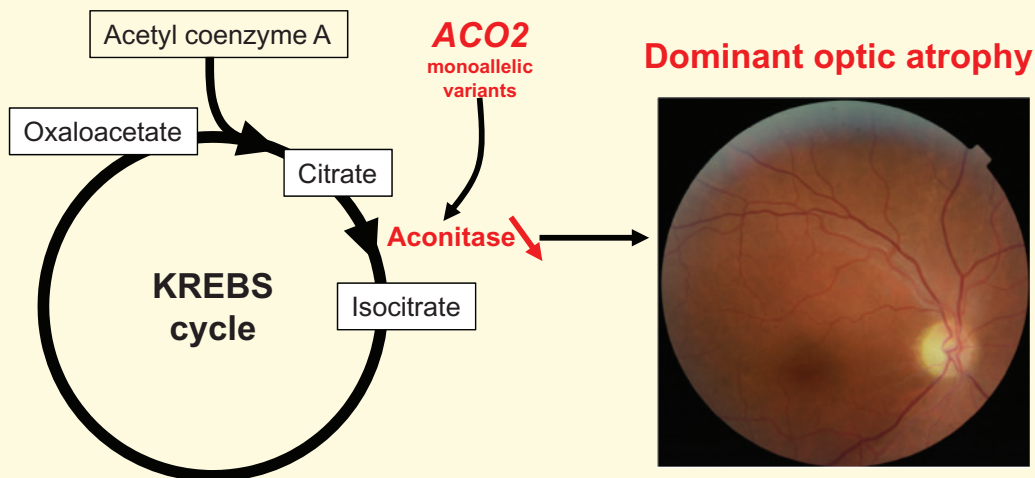 Acetyl coenzyme A
Oxaloacetate
Citrate
Isocitrate
KREBS
cycle
ACO2
monoallelic
variants
Aconitase
Dominant optic atrophy